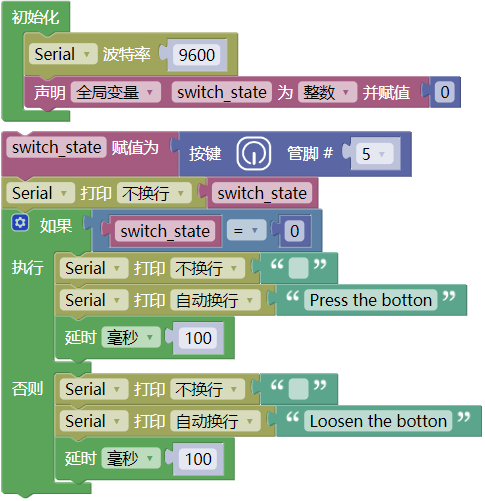 初始化
Serial 波特率 9600
声明 全局变量 switch_state 为 整数 并赋值 0
switch_state 赋值为 按键 管脚 # 5
Serial 打印 不换行 switch_state
如果 switch_state = 0
执行 Serial 打印 不换行 “ ”
Serial 打印 自动换行 “ Press the botton ”
延时 毫秒 100
否则 Serial 打印 不换行 “ ”
Serial 打印 自动换行 “ Loosen the botton ”
延时 毫秒 100